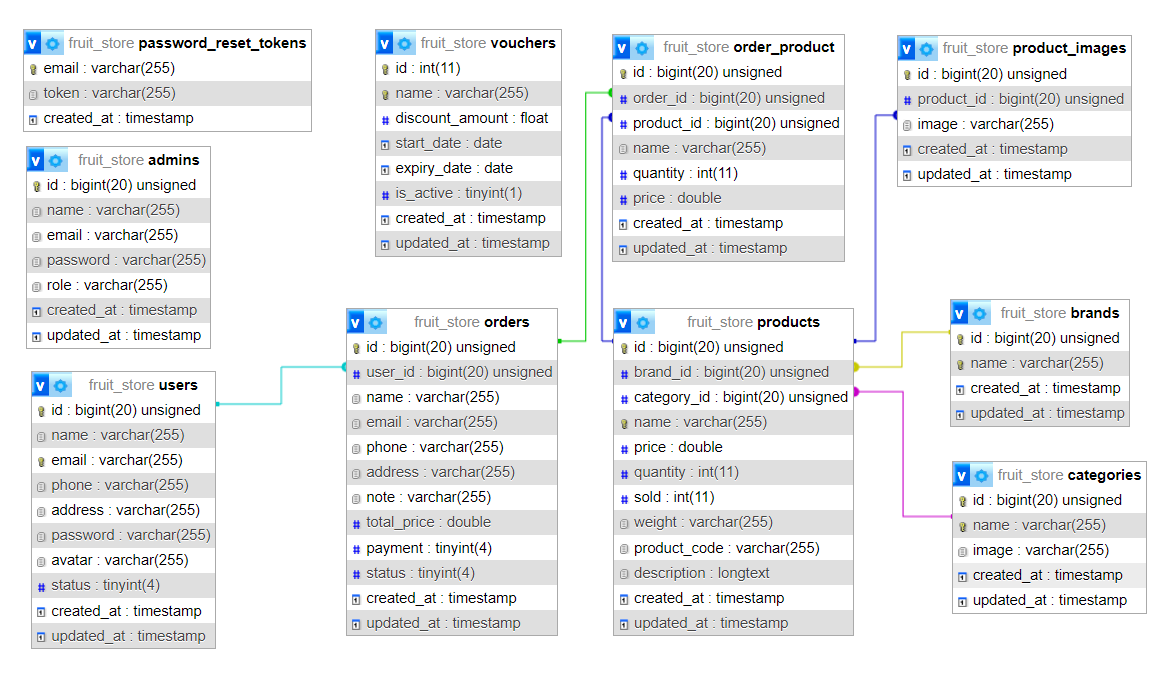 fruit_store password_reset_tokens
email : varchar(255)
token : varchar(255)
created_at : timestamp
fruit_store vouchers
id : int(11)
name : varchar(255)
discount_amount : float
start_date : date
expiry_date : date
is_active : tinyint(1)
created_at : timestamp
updated_at : timestamp
fruit_store order_product
id : bigint(20) unsigned
order_id : bigint(20) unsigned
product_id : bigint(20) unsigned
name : varchar(255)
quantity : int(11)
price : double
created_at : timestamp
updated_at : timestamp
fruit_store product_images
id : bigint(20) unsigned
product_id : bigint(20) unsigned
image : varchar(255)
created_at : timestamp
updated_at : timestamp
fruit_store admins
id : bigint(20) unsigned
name : varchar(255)
email : varchar(255)
password : varchar(255)
role : varchar(255)
created_at : timestamp
updated_at : timestamp
fruit_store users
id : bigint(20) unsigned
name : varchar(255)
email : varchar(255)
phone : varchar(255)
address : varchar(255)
password : varchar(255)
avatar : varchar(255)
status : tinyint(4)
created_at : timestamp
updated_at : timestamp
fruit_store orders
id : bigint(20) unsigned
user_id : bigint(20) unsigned
name : varchar(255)
email : varchar(255)
phone : varchar(255)
address : varchar(255)
note : varchar(255)
total_price : double
payment : tinyint(4)
status : tinyint(4)
created_at : timestamp
updated_at : timestamp
fruit_store products
id : bigint(20) unsigned
brand_id : bigint(20) unsigned
category_id : bigint(20) unsigned
name : varchar(255)
price : double
quantity : int(11)
sold : int(11)
weight : varchar(255)
product_code : varchar(255)
description : longtext
created_at : timestamp
updated_at : timestamp
fruit_store brands
id : bigint(20) unsigned
name : varchar(255)
created_at : timestamp
updated_at : timestamp
fruit_store categories
id : bigint(20) unsigned
name : varchar(255)
image : varchar(255)
created_at : timestamp
updated_at : timestamp